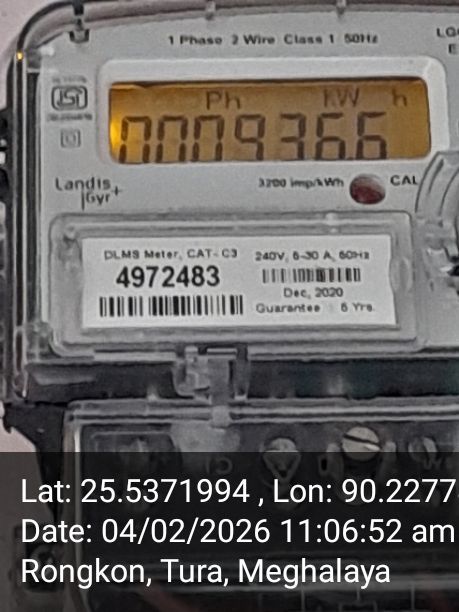 1 Phase 2 Wire Class 1 50Hz
Ph KW h
00009366
ISI
Landis
Gyr+
3200 imp/kWh
CAL
DLMS Meter, CAT- C3
4972483
240V, 5-30 A, 50Hz
Dec, 2020
Guarantee : 5 Yrs.
Lat: 25.5371994 , Lon: 90.2277
Date: 04/02/2026 11:06:52 am
Rongkon, Tura, Meghalaya